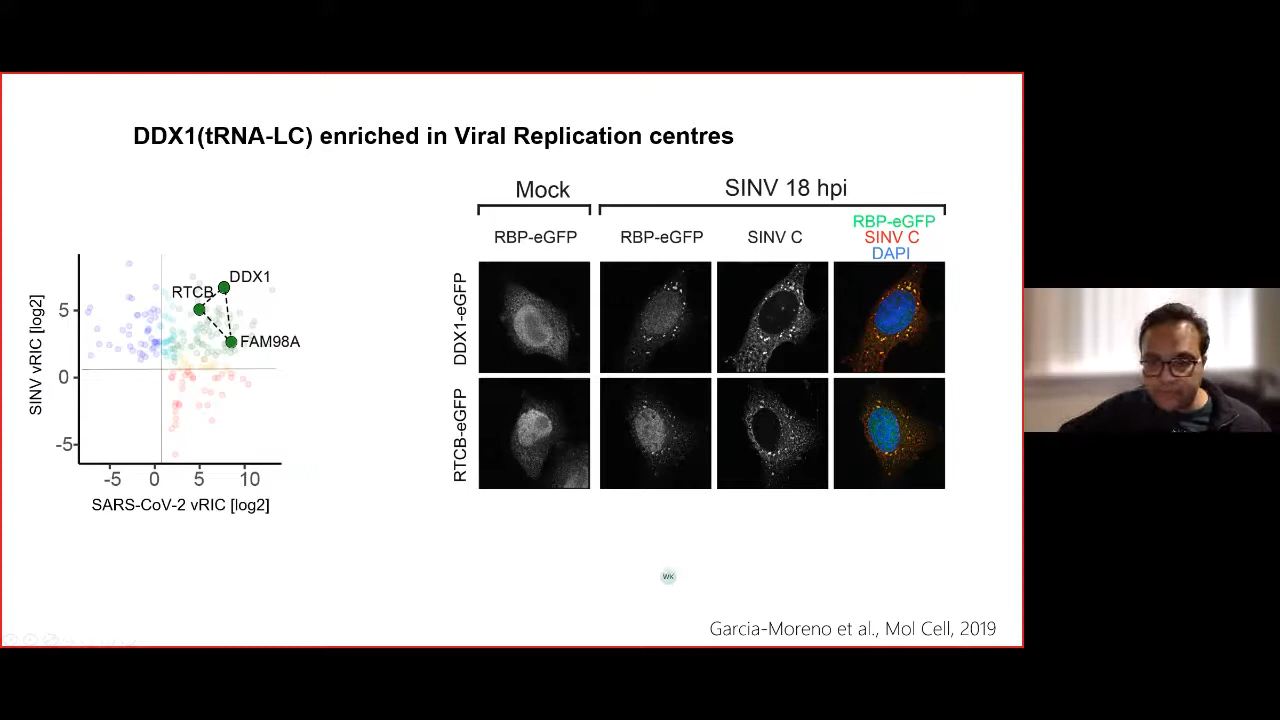 DDX1(tRNA-LC) enriched in Viral Replication centres
Mock
SINV 18 hpi
RBP-eGFP
RBP-eGFP
SINV C
RBP-eGFP
SINV C
DAPI
DDX1-eGFP
RTCB-eGFP
SINV vRIC [log2]
5
0
-5
DDX1
RTCB
FAM98A
-5
0
5
10
SARS-CoV-2 vRIC [log2]
WK
Garcia-Moreno et al., Mol Cell, 2019